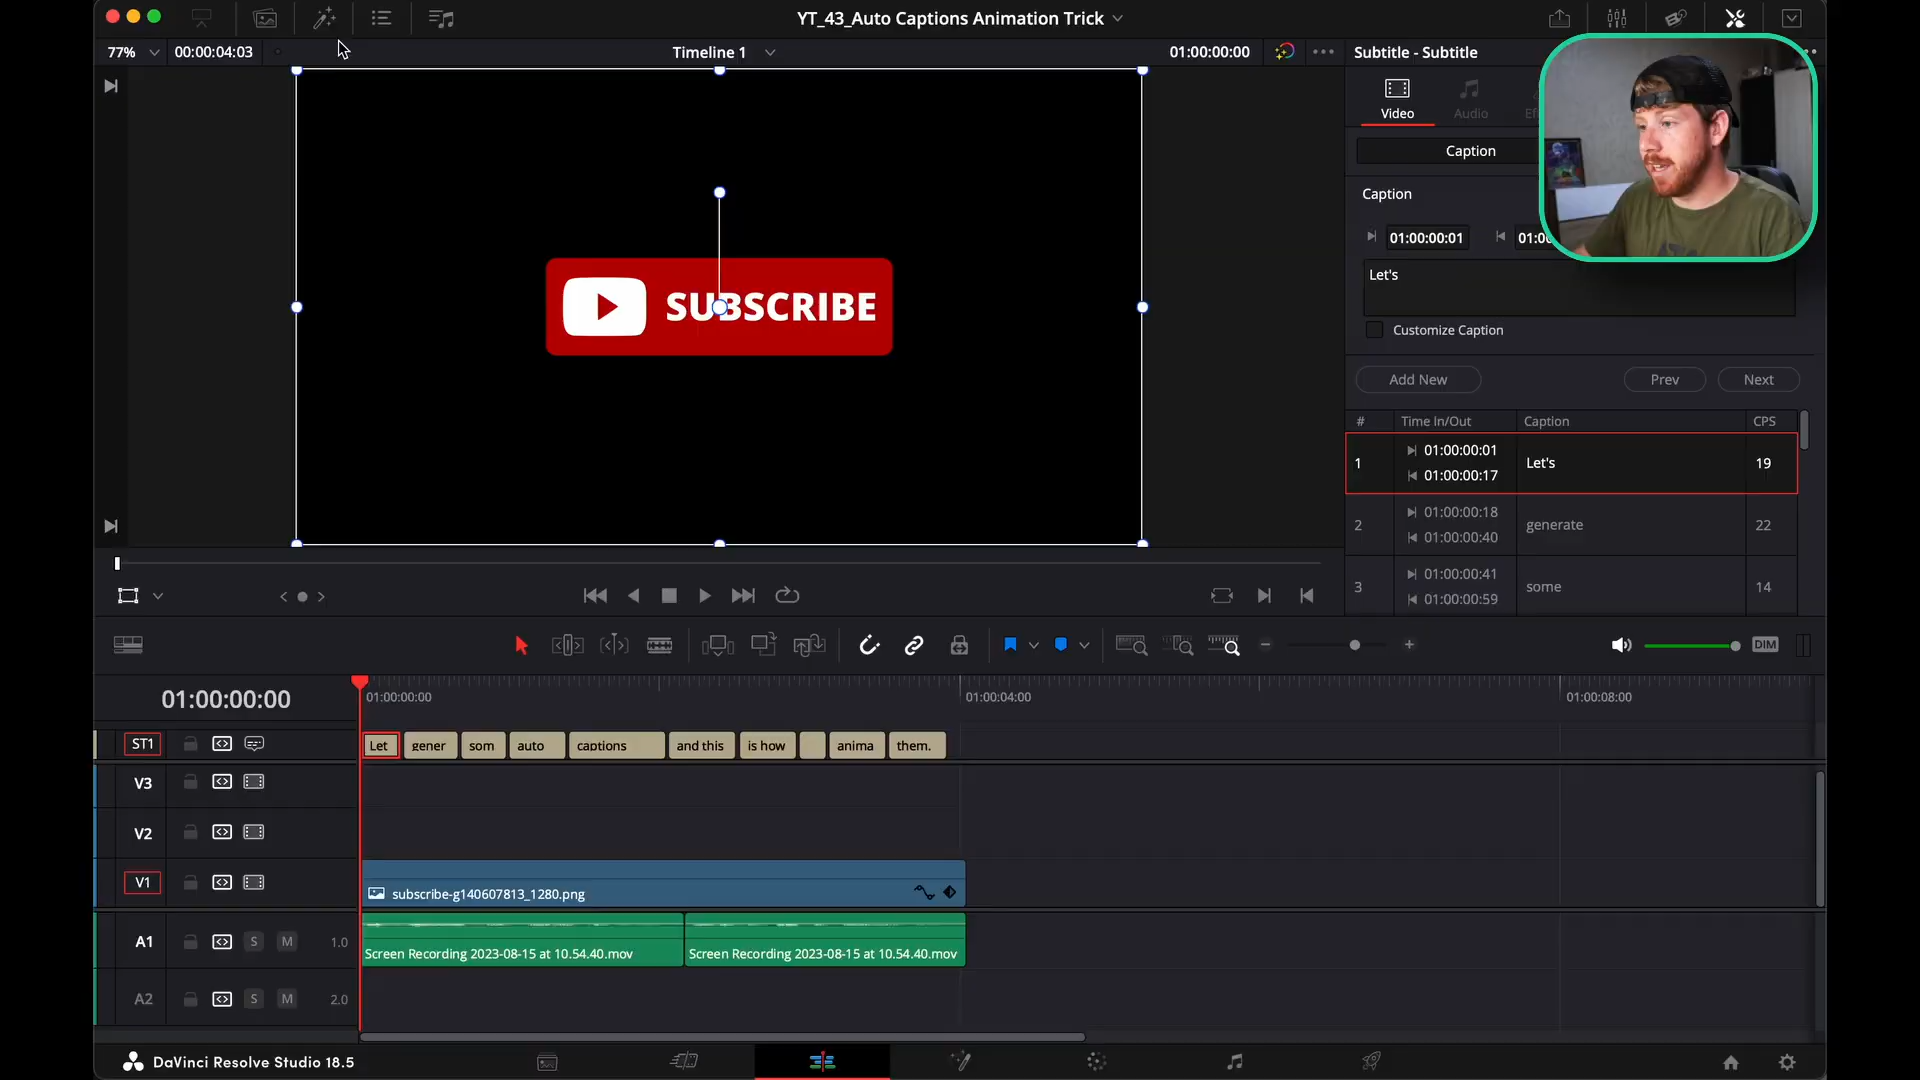 YT_43_Auto Captions Animation Trick
77%
00:00:04:03
Timeline 1
01:00:00:00
Subtitle - Subtitle
Video
Audio
Caption
Caption
01:00:00:01
Let's
Customize Caption
Add New
Prev
Next
# Time In/Out Caption CPS
1 01:00:00:01 Let's 19
01:00:00:17
2 01:00:00:18 generate 22
01:00:00:40
3 01:00:00:41 some 14
01:00:00:59
SUBSCRIBE
DIM
01:00:00:00
01:00:00:00
01:00:04:00
01:00:08:00
ST1
Let
gener
som
auto
captions
and this
is how
anima
them.
V3
V2
V1
subscribe-g140607813_1280.png
A1 S M 1.0
Screen Recording 2023-08-15 at 10.54.40.mov
Screen Recording 2023-08-15 at 10.54.40.mov
A2 S M 2.0
DaVinci Resolve Studio 18.5